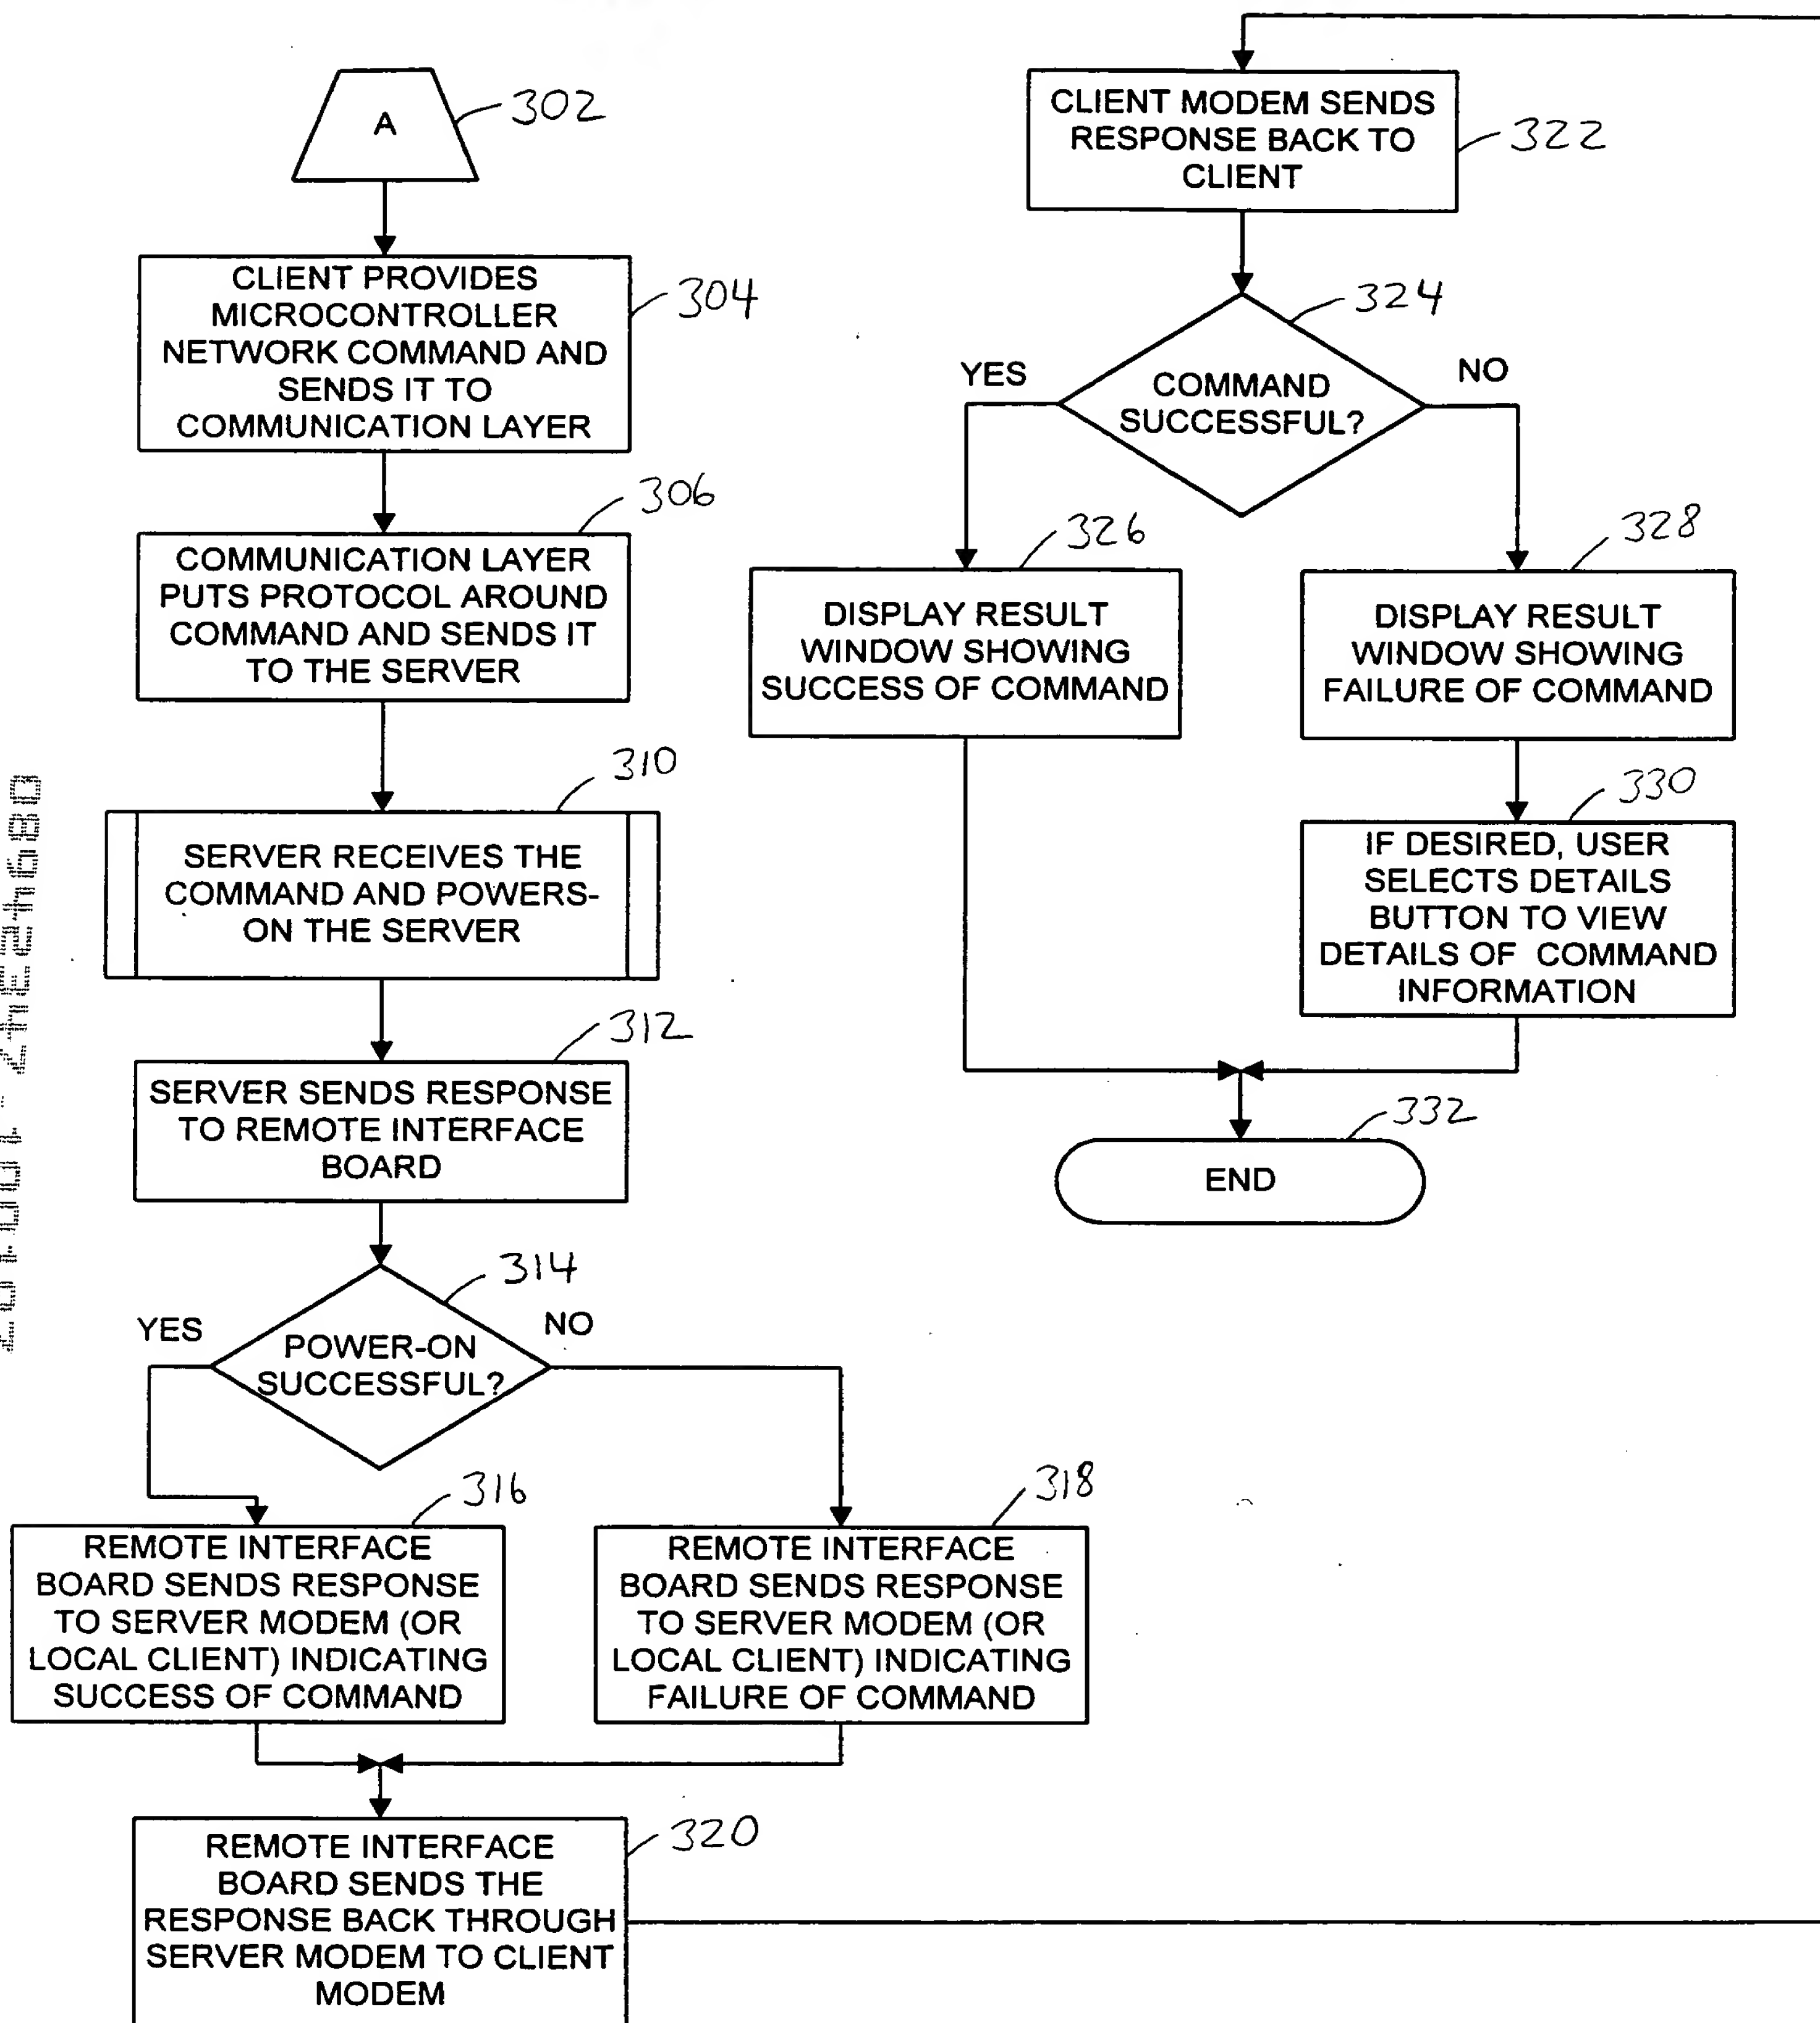 A
302
CLIENT PROVIDES
MICROCONTROLLER
NETWORK COMMAND AND
SENDS IT TO
COMMUNICATION LAYER
304
306
COMMUNICATION LAYER
PUTS PROTOCOL AROUND
COMMAND AND SENDS IT
TO THE SERVER
310
SERVER RECEIVES THE
COMMAND AND POWERS-
ON THE SERVER
312
SERVER SENDS RESPONSE
TO REMOTE INTERFACE
BOARD
314
YES
NO
POWER-ON
SUCCESSFUL?
316
REMOTE INTERFACE
BOARD SENDS RESPONSE
TO SERVER MODEM (OR
LOCAL CLIENT) INDICATING
SUCCESS OF COMMAND
318
REMOTE INTERFACE
BOARD SENDS RESPONSE
TO SERVER MODEM (OR
LOCAL CLIENT) INDICATING
FAILURE OF COMMAND
320
REMOTE INTERFACE
BOARD SENDS THE
RESPONSE BACK THROUGH
SERVER MODEM TO CLIENT
MODEM
CLIENT MODEM SENDS
RESPONSE BACK TO
CLIENT
322
324
YES
NO
COMMAND
SUCCESSFUL?
326
DISPLAY RESULT
WINDOW SHOWING
SUCCESS OF COMMAND
328
DISPLAY RESULT
WINDOW SHOWING
FAILURE OF COMMAND
330
IF DESIRED, USER
SELECTS DETAILS
BUTTON TO VIEW
DETAILS OF COMMAND
INFORMATION
332
END